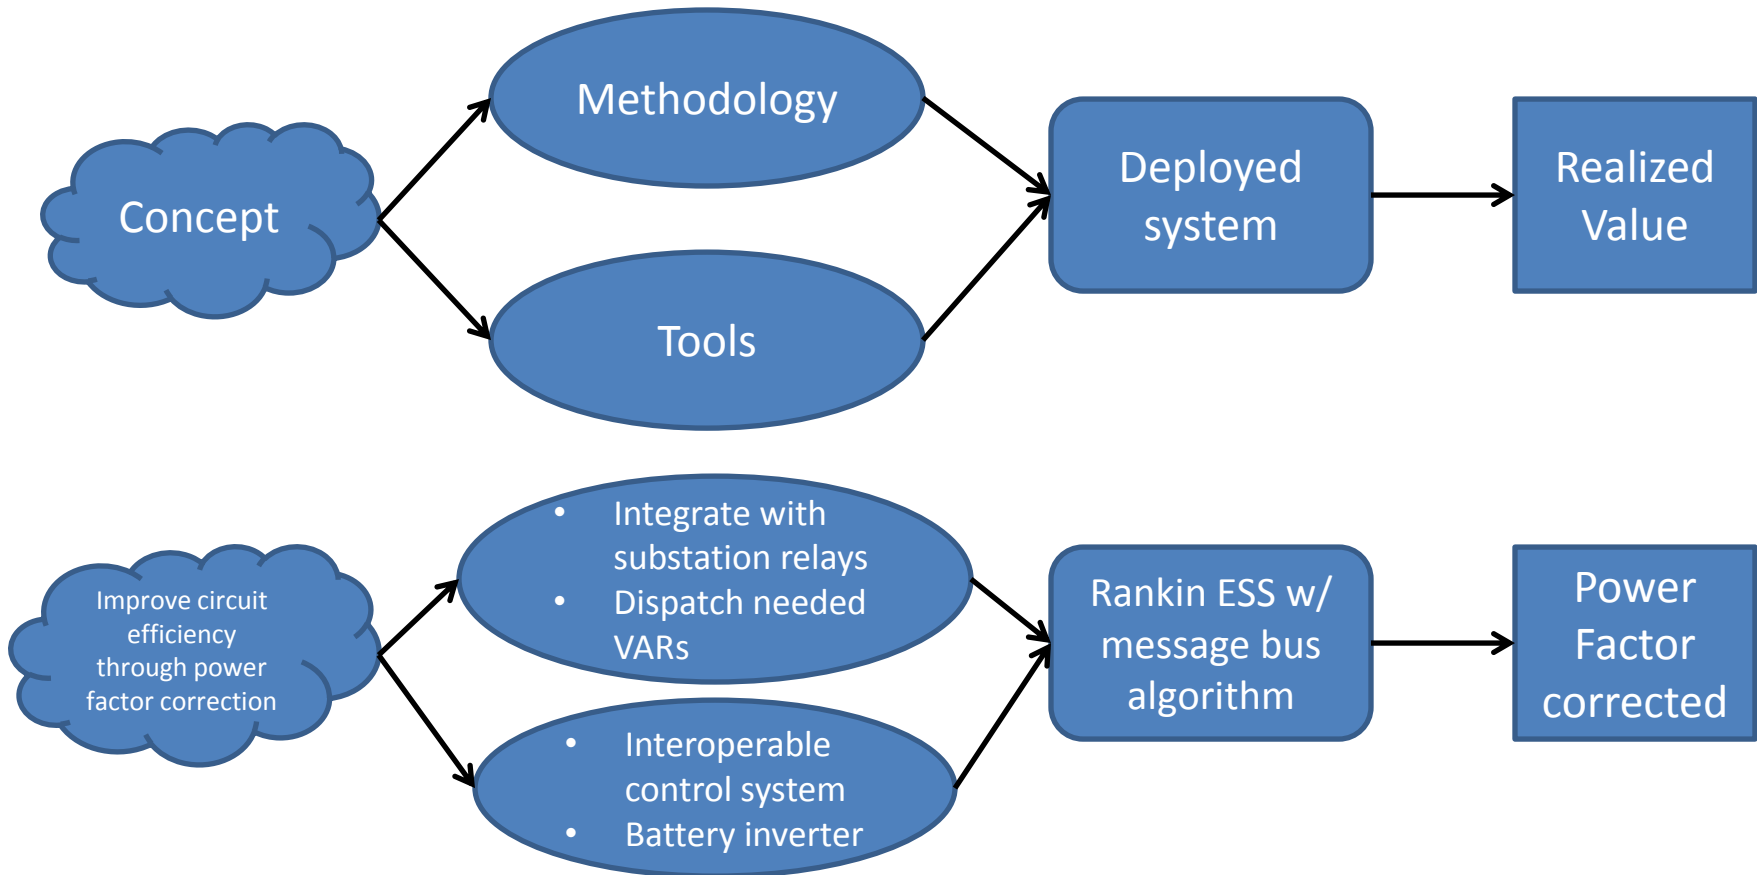 Concept
Methodology
Tools
Deployed
system
Realized
Value
Improve circuit
efficiency
through power
factor correction
• Integrate with
substation relays
• Dispatch needed
VARs
• Interoperable
control system
• Battery inverter
Rankin ESS w/
message bus
algorithm
Power
Factor
corrected